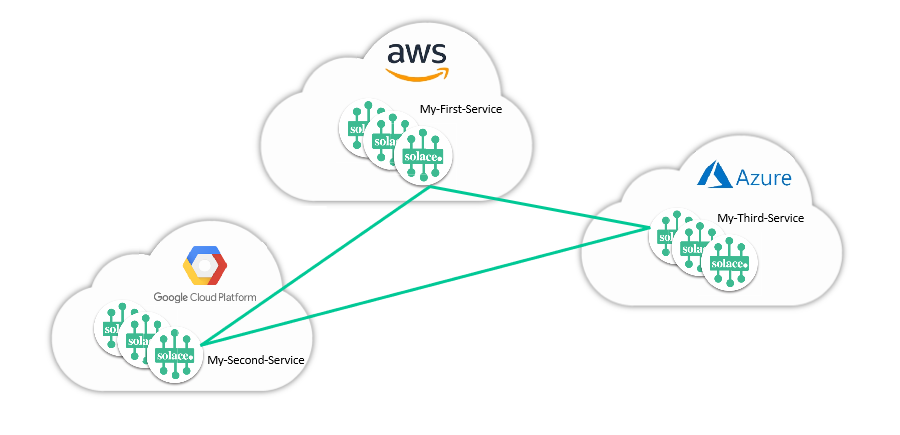 aws
My-First-Service
solace.
solace.
solace.
Azure
My-Third-Service
solace.
solace.
solace.
Google Cloud Platform
solace.
solace.
solace.
My-Second-Service